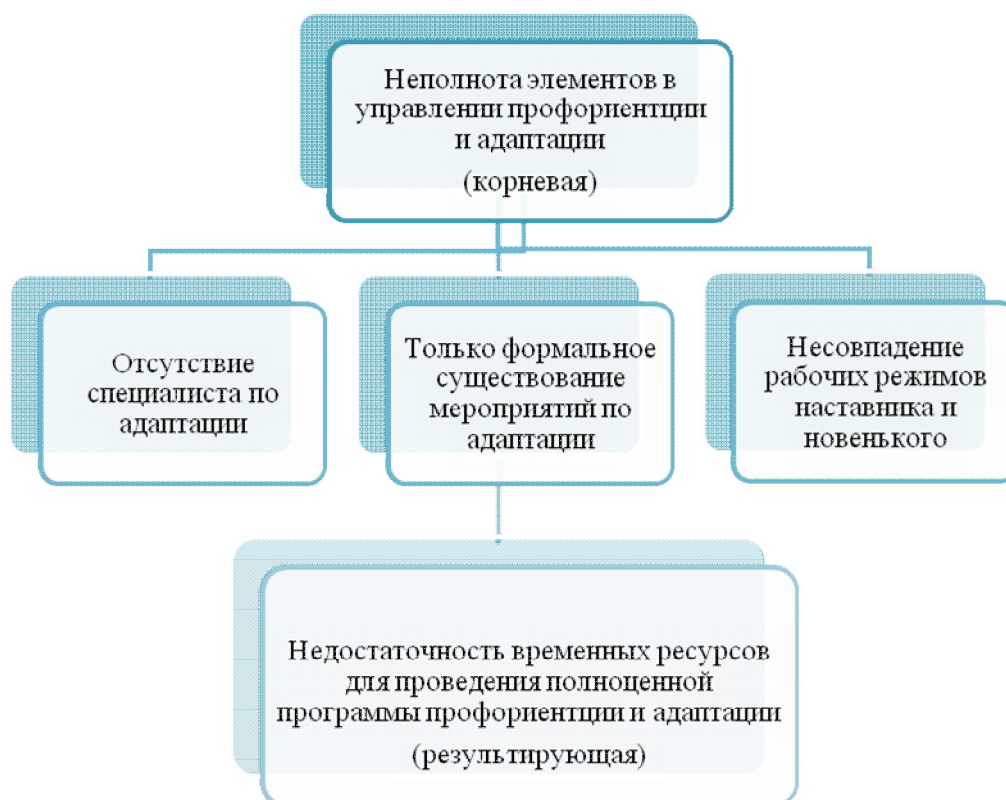 Неполнота элементов в
управлении профориентции
и адаптации
(корневая)
Отсутствие
специалиста по
адаптации
Только формальное
существование
мероприятий по
адаптации
Несовпадение
рабочих режимов
наставника и
новенького
Недостаточность временных ресурсов
для проведения полноценной
программы профориентции и адаптации
(результирующая)